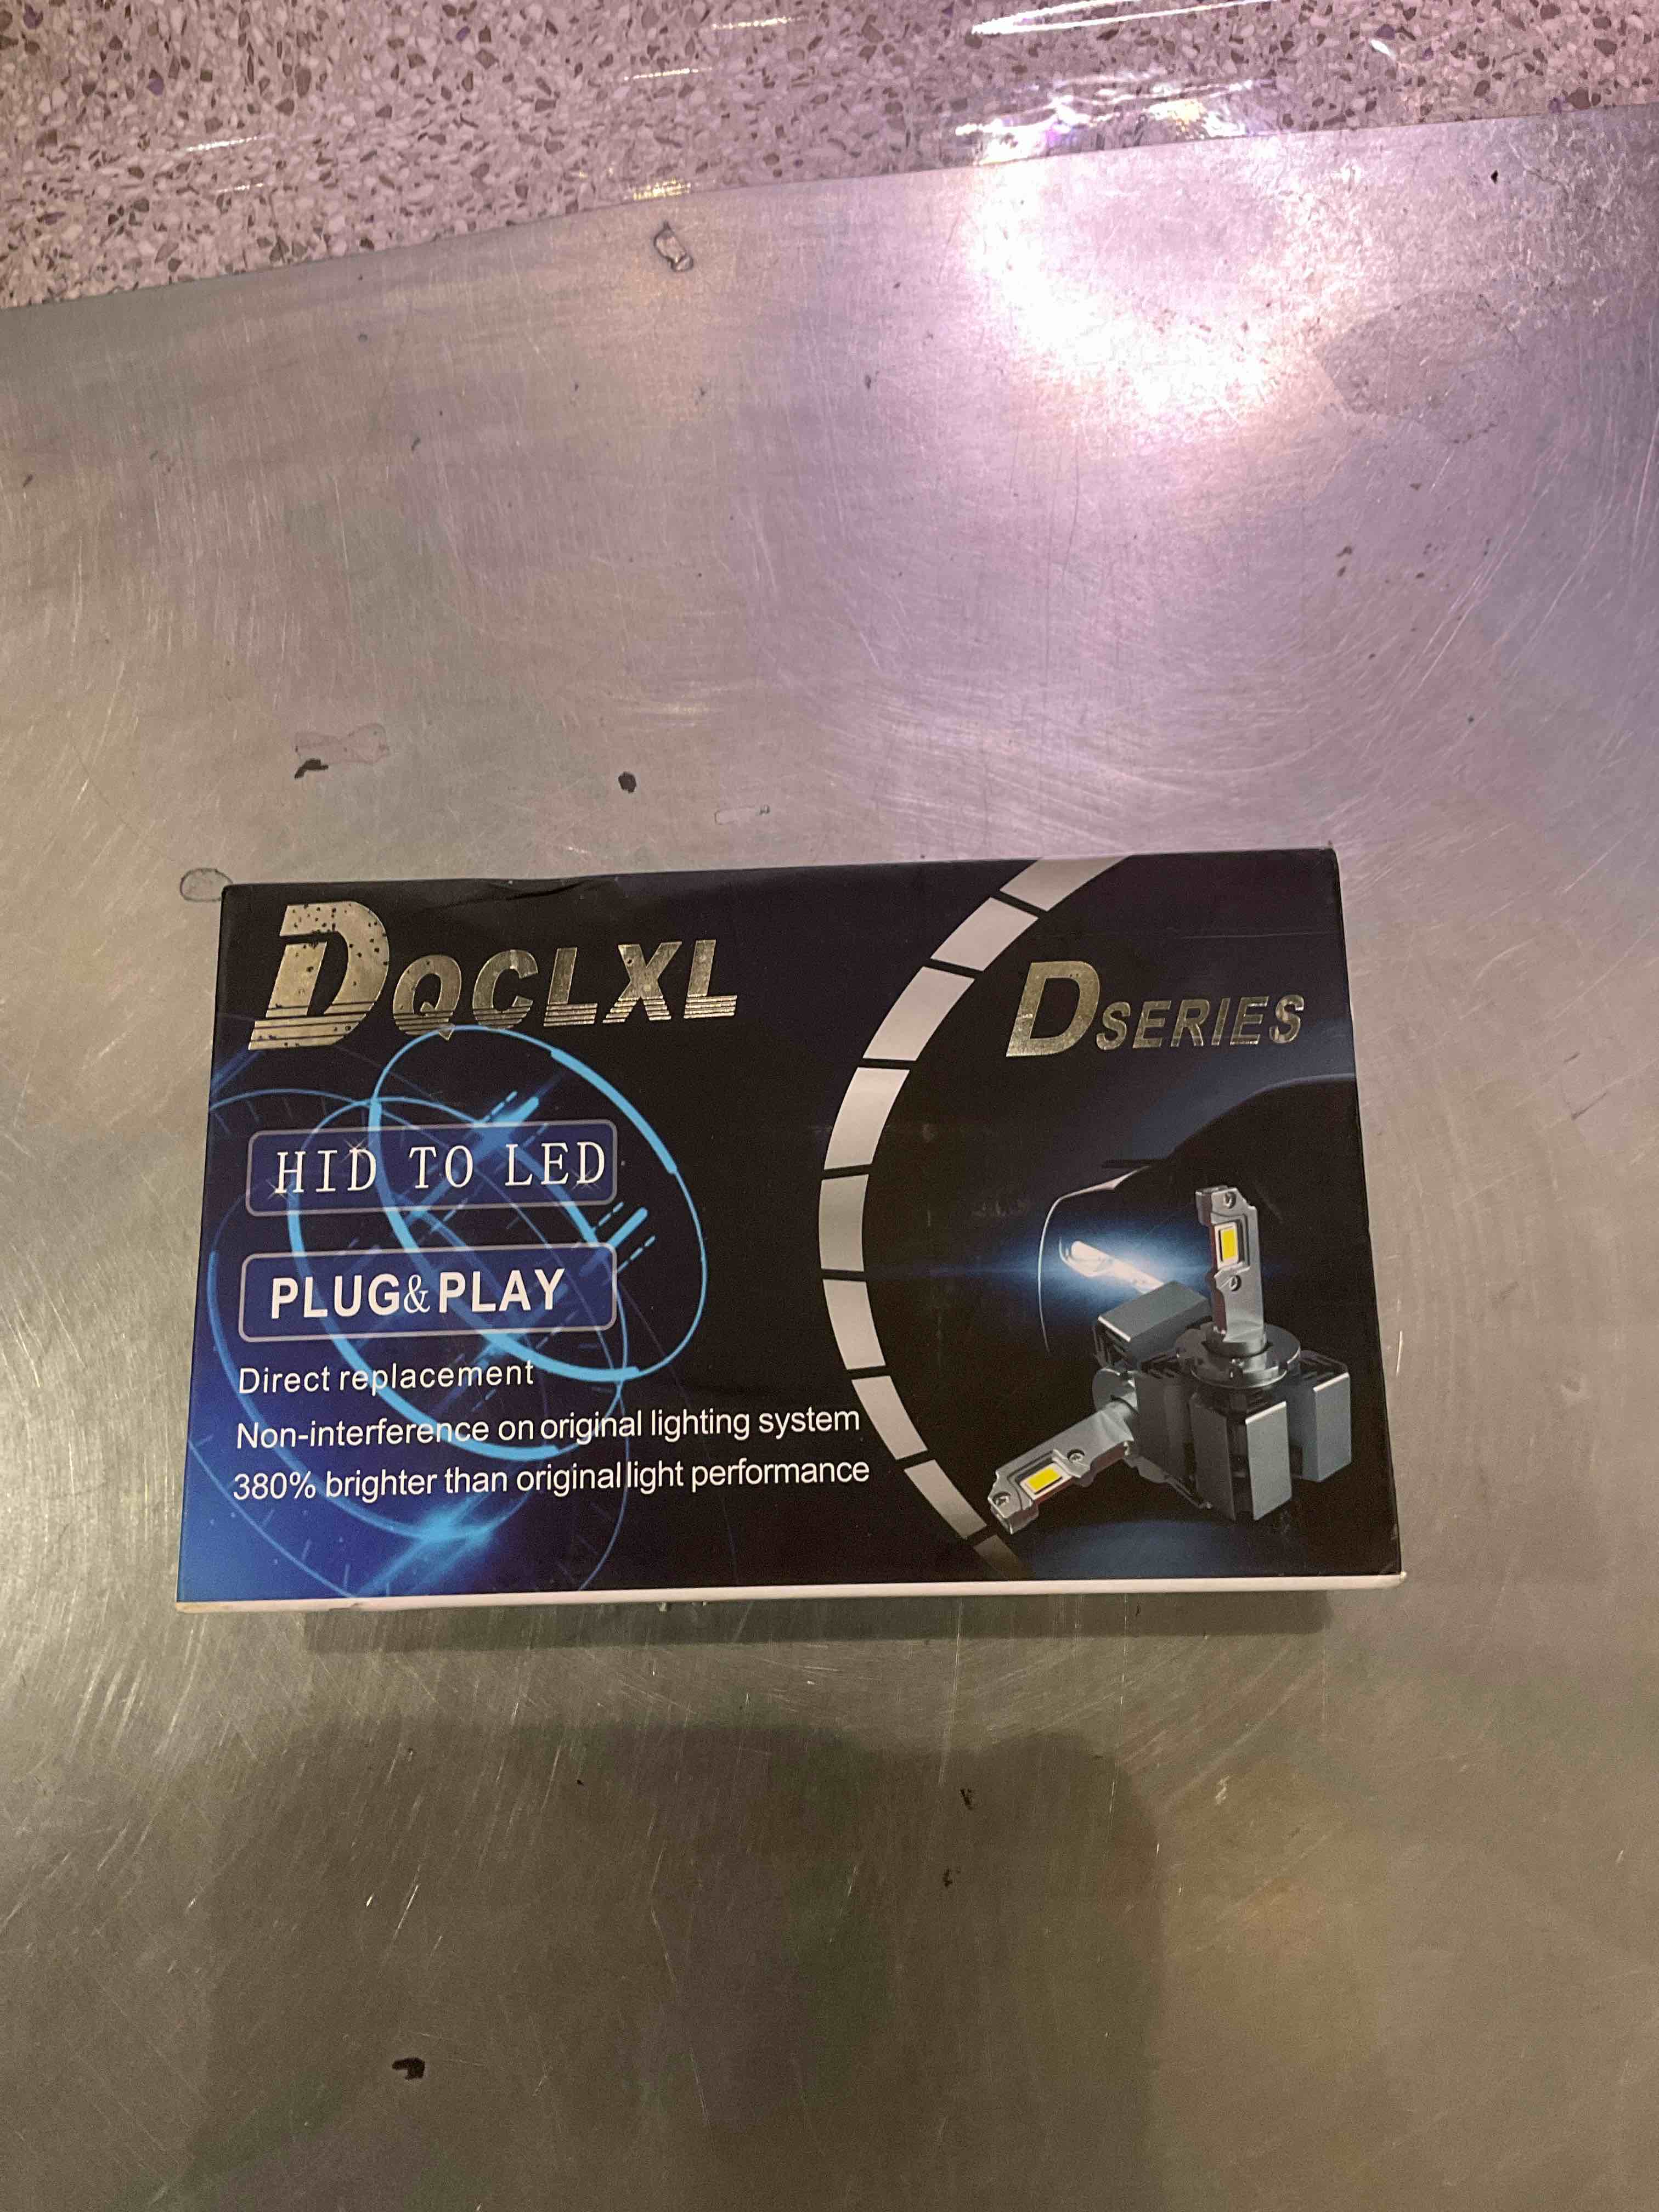 DQCLXL
D SERIES
HID TO LED
PLUG&PLAY
Direct replacement
Non-interference on original lighting system
380% brighter than original light performance